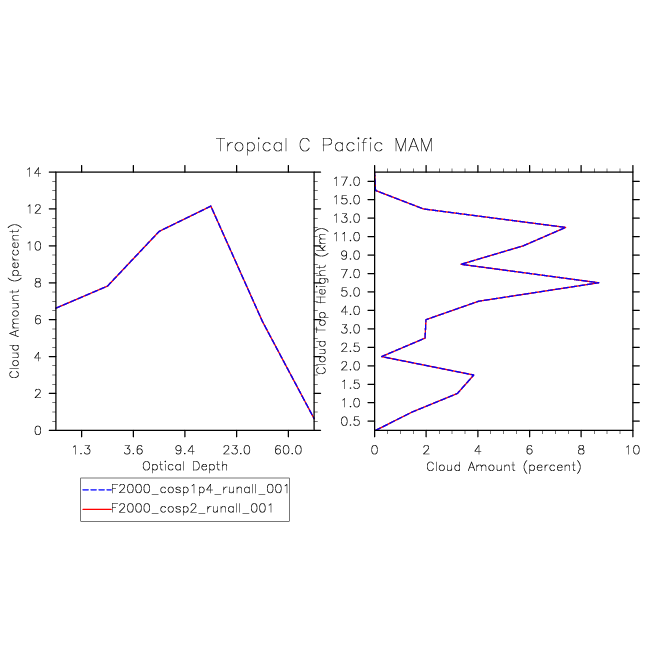 Tropical C Pacific MAM
14
12
10
8
6
4
2
0
Cloud Amount (percent)
1.3 3.6 9.4 23.0 60.0
Optical Depth
17.0
15.0
13.0
11.0
9.0
7.0
5.0
4.0
3.0
2.5
2.0
1.5
1.0
0.5
Cloud Top Height (km)
0 2 4 6 8 10
Cloud Amount (percent)
F2000_cosp1p4_runall_001
F2000_cosp2_runall_001